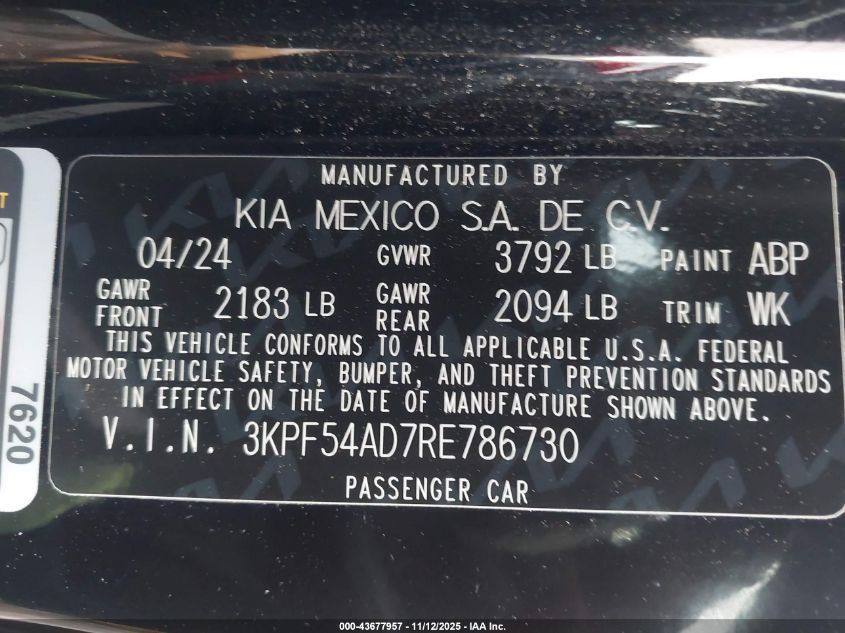 MANUFACTURED BY
KIA MEXICO S.A. DE C.V.
04/24 GVWR 3792 LB PAINT ABP
GAWR FRONT 2183 LB GAWR REAR 2094 LB TRIM WK
THIS VEHICLE CONFORMS TO ALL APPLICABLE U.S.A. FEDERAL
MOTOR VEHICLE SAFETY, BUMPER, AND THEFT PREVENTION STANDARDS
IN EFFECT ON THE DATE OF MANUFACTURE SHOWN ABOVE.
V.I.N. 3KPF54AD7RE786730
PASSENGER CAR
7620
000-43677957 - 11/12/2025 - IAA Inc.